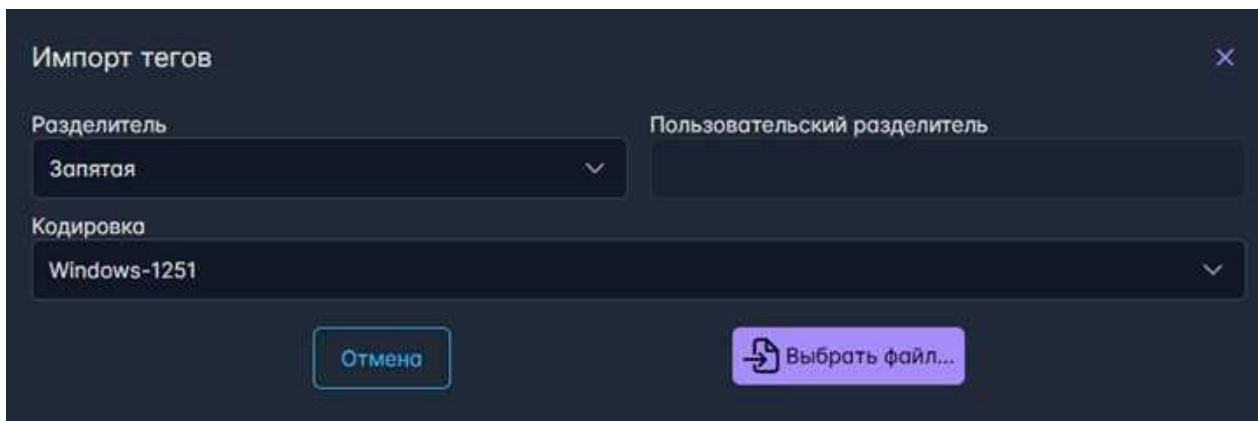 Импорт тегов
Разделитель
Пользовательский разделитель
Запятая
Кодировка
Windows-1251
Отмена
Выбрать файл...